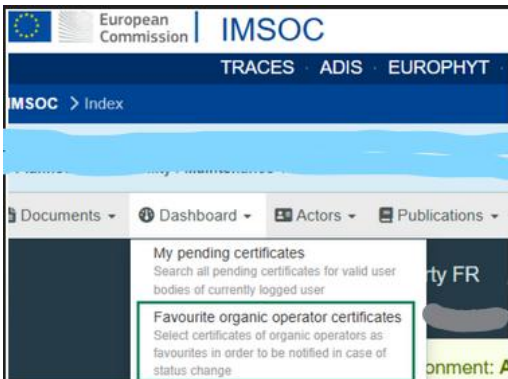 European
Commission
IMSOC
TRACES · ADIS · EUROPHYT ·
IMSOC > Index
Documents
Dashboard
Actors
Publications
My pending certificates
Search all pending certificates for valid user
bodies of currently logged user
rty FR
Favourite organic operator certificates
Select certificates of organic operators as
favourites in order to be notified in case of
status change
onment: A